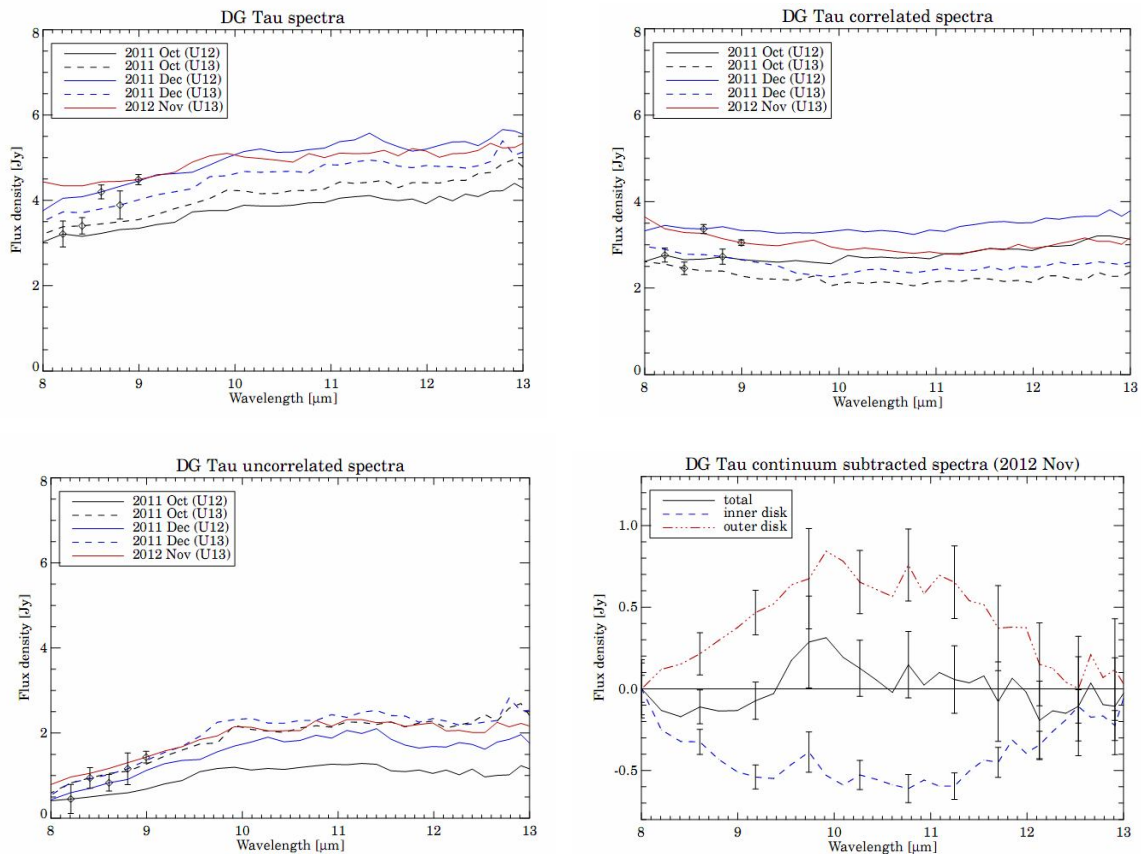 DG Tau spectra
8
6
4
2
0
Flux density [Jy]
2011 Oct (U12)
2011 Oct (U13)
2011 Dec (U12)
2011 Dec (U13)
2012 Nov (U13)
8 9 10 11 12 13
Wavelength [μm]
DG Tau correlated spectra
8
6
4
2
0
Flux density [Jy]
2011 Oct (U12)
2011 Oct (U13)
2011 Dec (U12)
2011 Dec (U13)
2012 Nov (U13)
8 9 10 11 12 13
Wavelength [μm]
DG Tau uncorrelated spectra
8
6
4
2
0
Flux density [Jy]
2011 Oct (U12)
2011 Oct (U13)
2011 Dec (U12)
2011 Dec (U13)
2012 Nov (U13)
8 9 10 11 12 13
Wavelength [μm]
DG Tau continuum subtracted spectra (2012 Nov)
1.0
0.5
0.0
-0.5
Flux density [Jy]
total
inner disk
outer disk
8 9 10 11 12 13
Wavelength [μm]